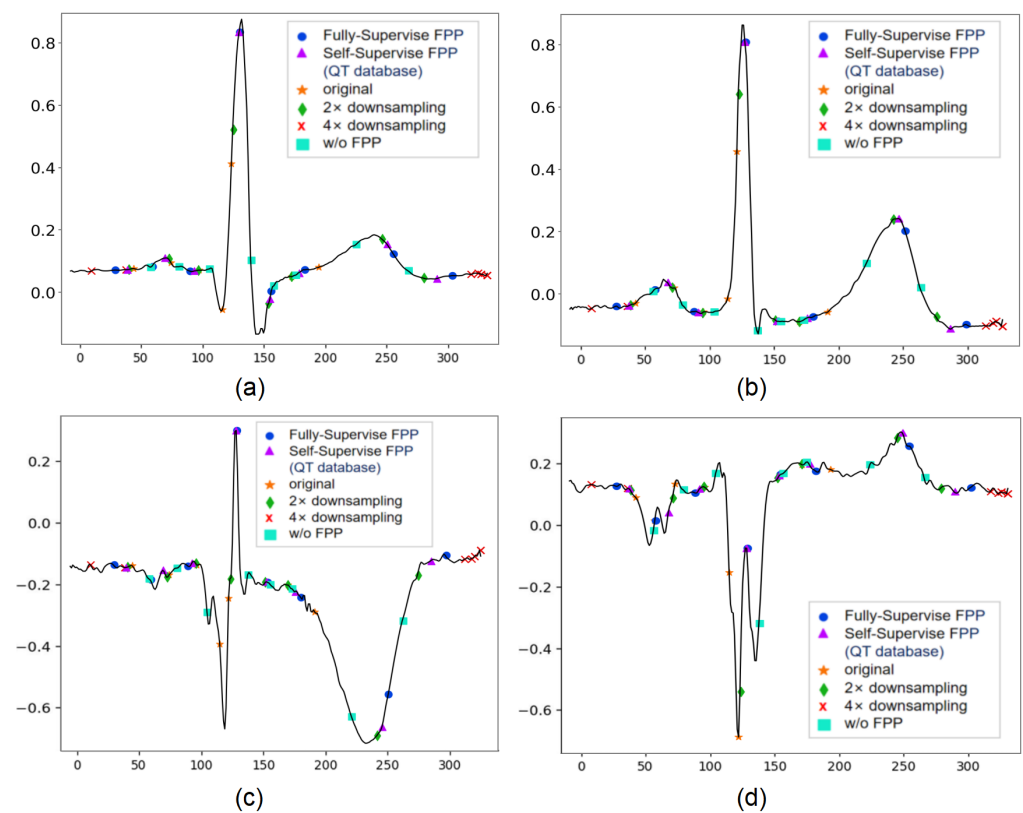 0.8
0.6
0.4
0.2
0.0
0 50 100 150 200 250 300
Fully-Supervise FPP
Self-Supervise FPP
(QT database)
original
2× downsampling
4× downsampling
w/o FPP
(a)
0.8
0.6
0.4
0.2
0.0
0 50 100 150 200 250 300
Fully-Supervise FPP
Self-Supervise FPP
(QT database)
original
2× downsampling
4× downsampling
w/o FPP
(b)
0.2
0.0
−0.2
−0.4
−0.6
0 50 100 150 200 250 300
Fully-Supervise FPP
Self-Supervise FPP
(QT database)
original
2× downsampling
4× downsampling
w/o FPP
(c)
0.2
0.0
−0.2
−0.4
−0.6
0 50 100 150 200 250 300
Fully-Supervise FPP
Self-Supervise FPP
(QT database)
original
2× downsampling
4× downsampling
w/o FPP
(d)